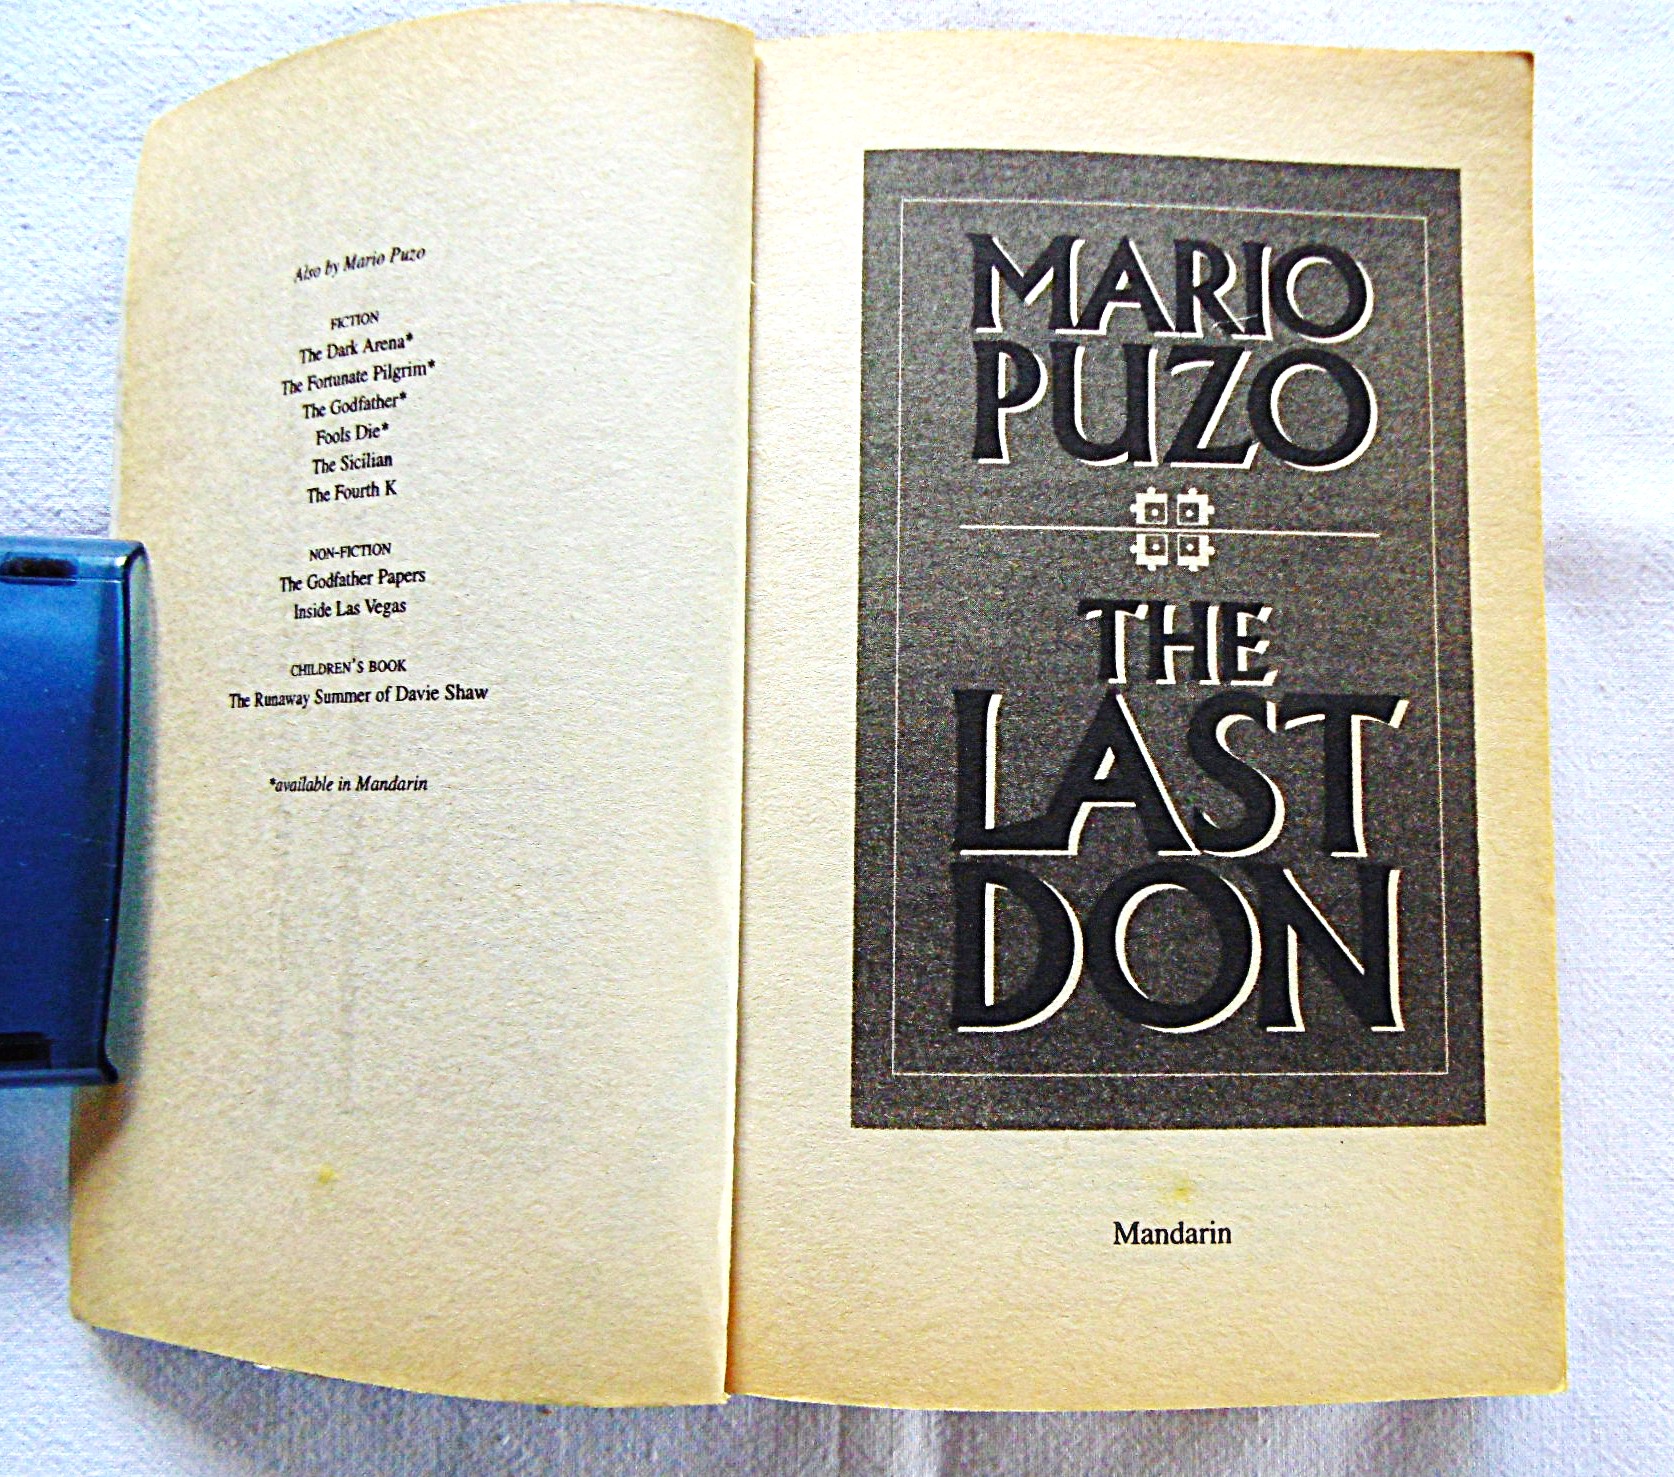 Also by Mario Puzo
FICTION
The Dark Arena*
The Fortunate Pilgrim*
The Godfather*
Fools Die*
The Sicilian
The Fourth K
NON-FICTION
The Godfather Papers
Inside Las Vegas
CHILDREN'S BOOK
The Runaway Summer of Davie Shaw
*available in Mandarin
MARIO
PUZO
THE
LAST
DON
Mandarin